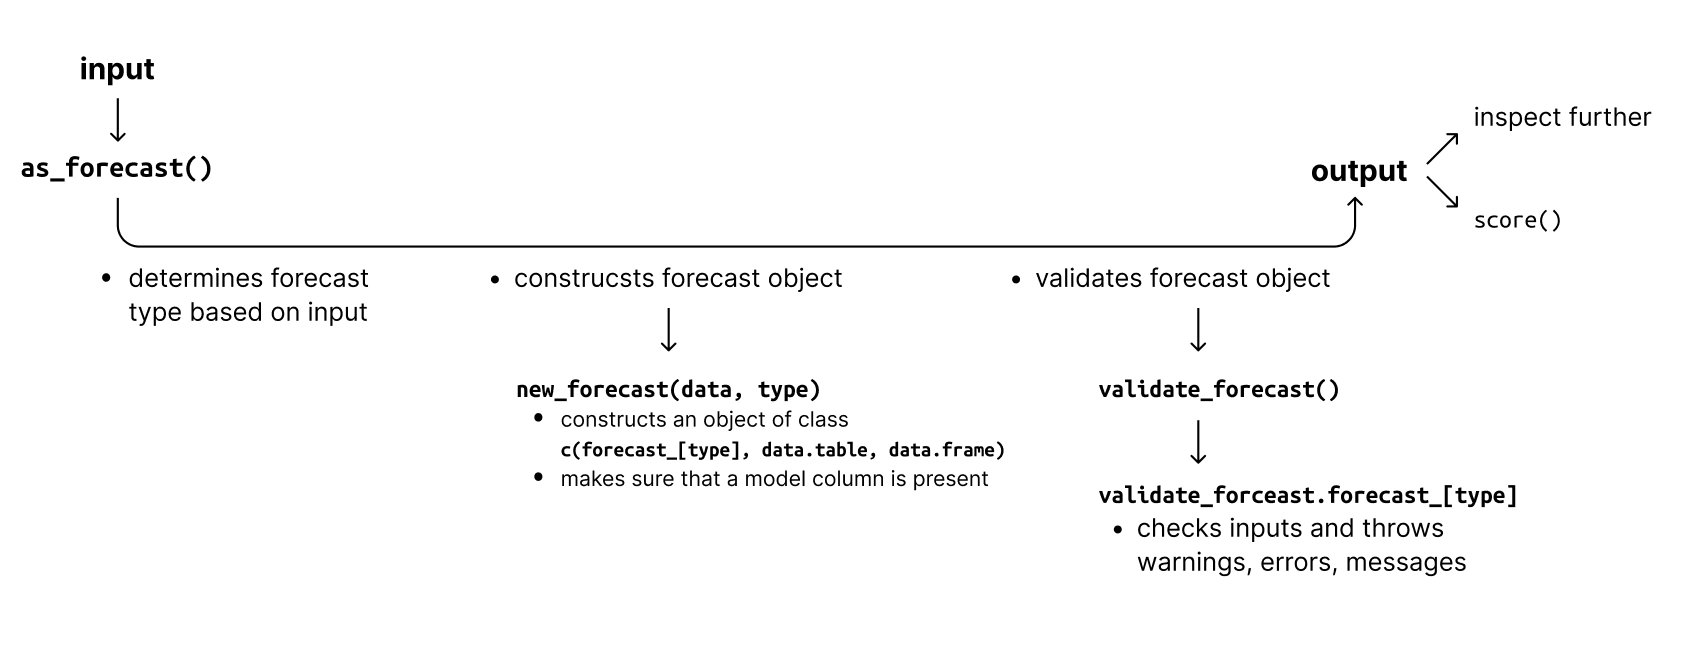 input
as_forecast()
output
inspect further
score()
• determines forecast
type based on input
• construcsts forecast object
new_forecast(data, type)
• constructs an object of class
c(forecast_[type], data.table, data.frame)
• makes sure that a model column is present
• validates forecast object
validate_forecast()
validate_forceast.forecast_[type]
• checks inputs and throws
warnings, errors, messages